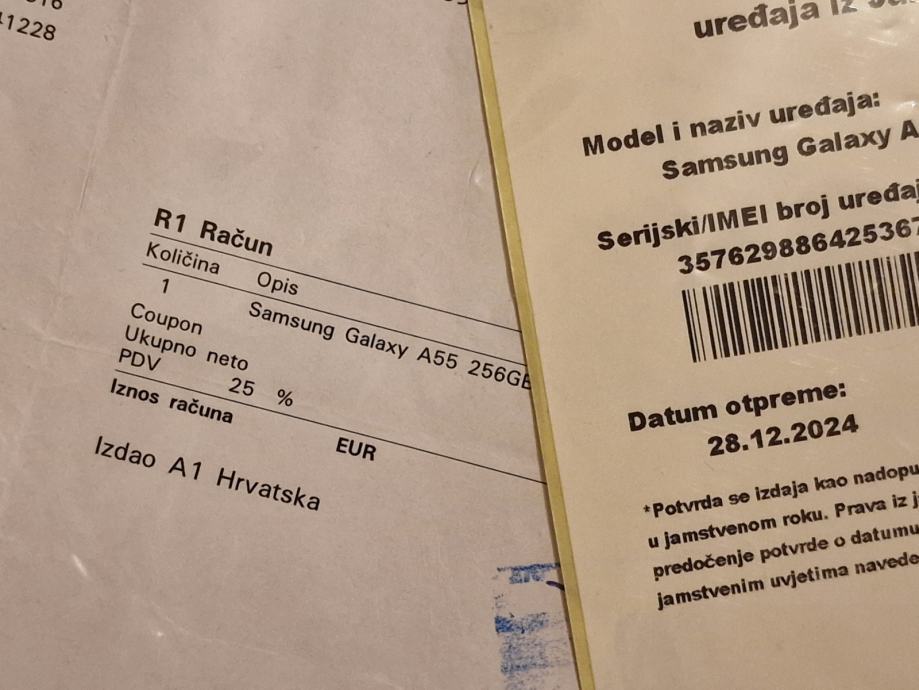 41228
R1 Račun
Količina Opis
1 Samsung Galaxy A55 256GB
Coupon
Ukupno neto
PDV 25 %
Iznos računa EUR
Izdao A1 Hrvatska
uređaja iz
Model i naziv uređaja:
Samsung Galaxy A
Serijski/IMEI broj uređaj
35762988642536
Datum otpreme:
28.12.2024
*Potvrda se izdaja kao nadopu
u jamstvenom roku. Prava iz j
predočenje potvrde o datumu
jamstvenim uvjetima navede